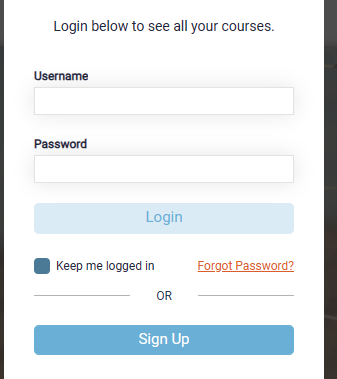 Login below to see all your courses.
Username
Password
Login
Keep me logged in Forgot Password?
OR
Sign Up